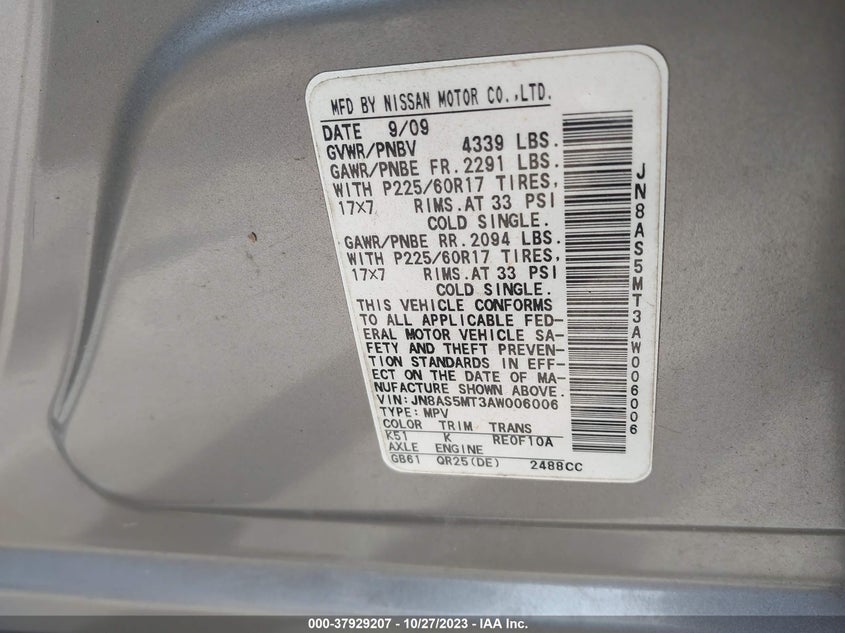 MFD BY NISSAN MOTOR CO.,LTD.
DATE 9/09
GVWR/PNBV 4339 LBS.
GAWR/PNBE FR.2291 LBS.
WITH P225/60R17 TIRES,
17X7 RIMS.AT 33 PSI
COLD SINGLE.
GAWR/PNBE RR.2094 LBS.
WITH P225/60R17 TIRES,
17X7 RIMS.AT 33 PSI
COLD SINGLE.
THIS VEHICLE CONFORMS
TO ALL APPLICABLE FED-
ERAL MOTOR VEHICLE SA-
FETY AND THEFT PREVEN-
TION STANDARDS IN EFF-
ECT ON THE DATE OF MA-
NUFACTURE SHOWN ABOVE.
VIN:JN8AS5MT3AW006006
TYPE:MPV
COLOR TRIM TRANS
K51 K RE0F10A
AXLE ENGINE
GB61 QR25(DE) 2488CC
JN8AS5MT3AW006006
000-37929207 - 10/27/2023 - IAA Inc.